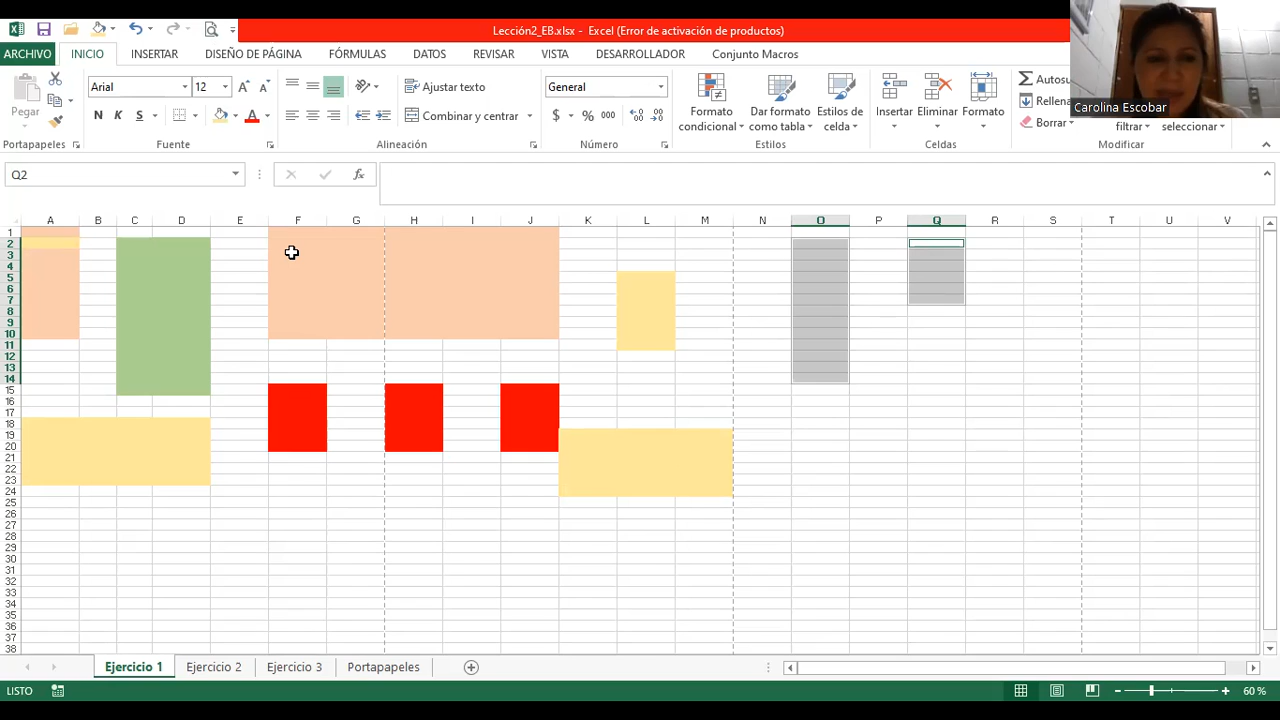 Lección2_EB.xlsx - Excel (Error de activación de productos)
ARCHIVO INICIO INSERTAR DISEÑO DE PÁGINA FÓRMULAS DATOS REVISAR VISTA DESARROLLADOR Conjunto Macros
Carolina Escobar
Pegar
Arial 12
N K S
Ajustar texto
Combinar y centrar
General
$ % 000
Formato condicional
Dar formato como tabla
Estilos de celda
Insertar Eliminar Formato
Autosu
Rellena
Borrar
filtrar
seleccionar
Portapapeles Fuente Alineación Número Estilos Celdas Modificar
Q2
fx
A B C D E F G H I J K L M N O P Q R S T U V
1
2
3
4
5
6
7
8
9
10
11
12
13
14
15
16
17
18
19
20
21
22
23
24
25
26
27
28
29
30
31
32
33
34
35
36
37
38
Ejercicio 1 Ejercicio 2 Ejercicio 3 Portapapeles
LISTO
60 %